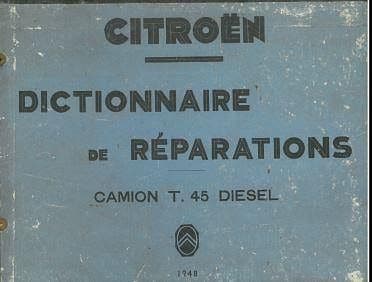 CITROËN
DICTIONNAIRE
DE RÉPARATIONS
CAMION T. 45 DIESEL
1948